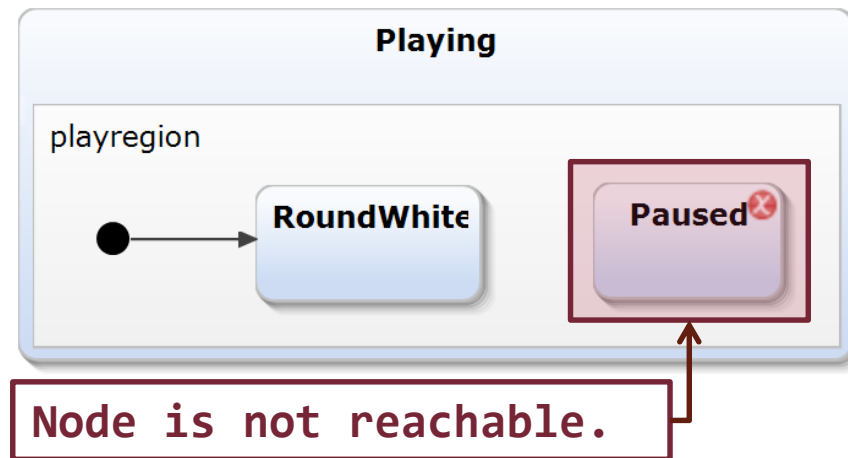 Playing
playregion
RoundWhite
Paused
Node is not reachable.